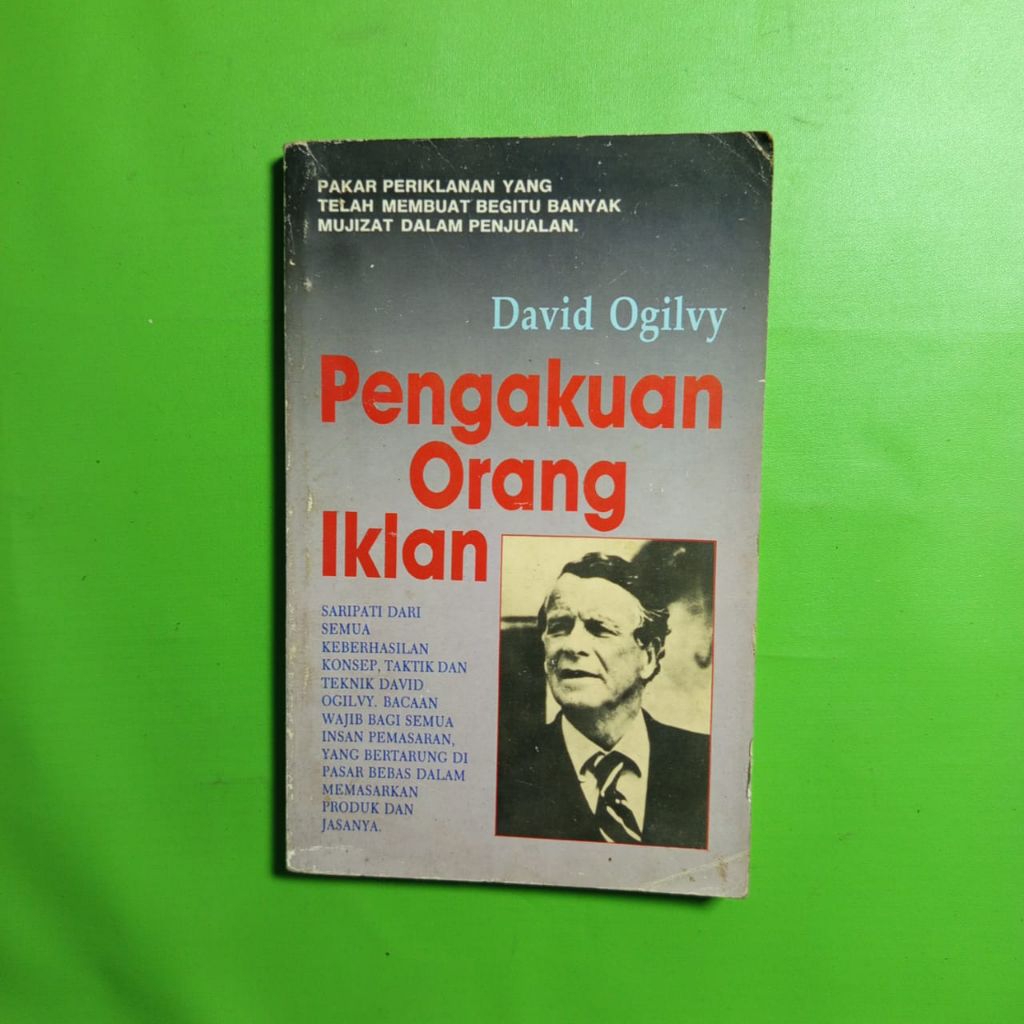 PAKAR PERIKLANAN YANG
TELAH MEMBUAT BEGITU BANYAK
MUJIZAT DALAM PENJUALAN.
David Ogilvy
Pengakuan
Orang
Iklan
SARIPATI DARI
SEMUA
KEBERHASILAN
KONSEP, TAKTIK DAN
TEKNIK DAVID
OGILVY. BACAAN
WAJIB BAGI SEMUA
INSAN PEMASARAN,
YANG BERTARUNG DI
PASAR BEBAS DALAM
MEMASARKAN
PRODUK DAN
JASANYA.